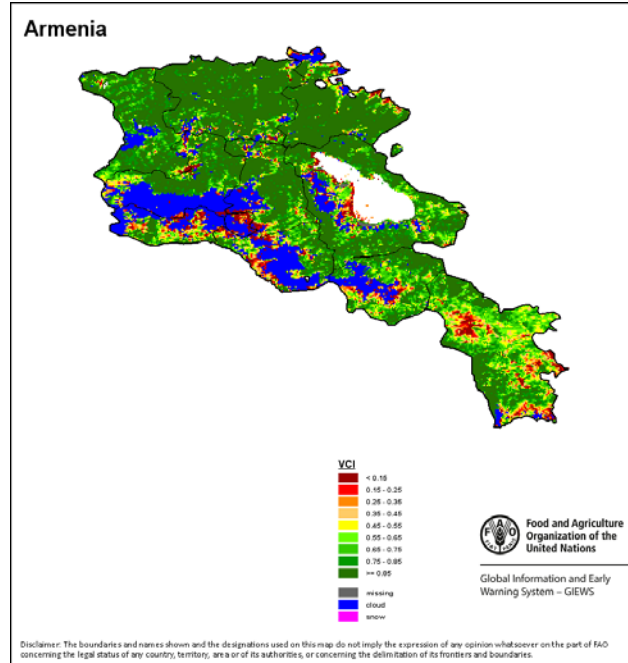 Armenia
VCI
< 0.15
0.15 - 0.25
0.25 - 0.35
0.35 - 0.45
0.45 - 0.55
0.55 - 0.65
0.65 - 0.75
0.75 - 0.85
>= 0.85
missing
cloud
snow
F A O
FIAT PANIS
Food and Agriculture
Organization of the
United Nations
Global Information and Early
Warning System – GIEWS
Disclaimer: The boundaries and names shown and the designations used on this map do not imply the expression of any opinion whatsoever on the part of FAO
concerning the legal status of any country, territory, area or of its authorities, or concerning the delimitation of its frontiers and boundaries.